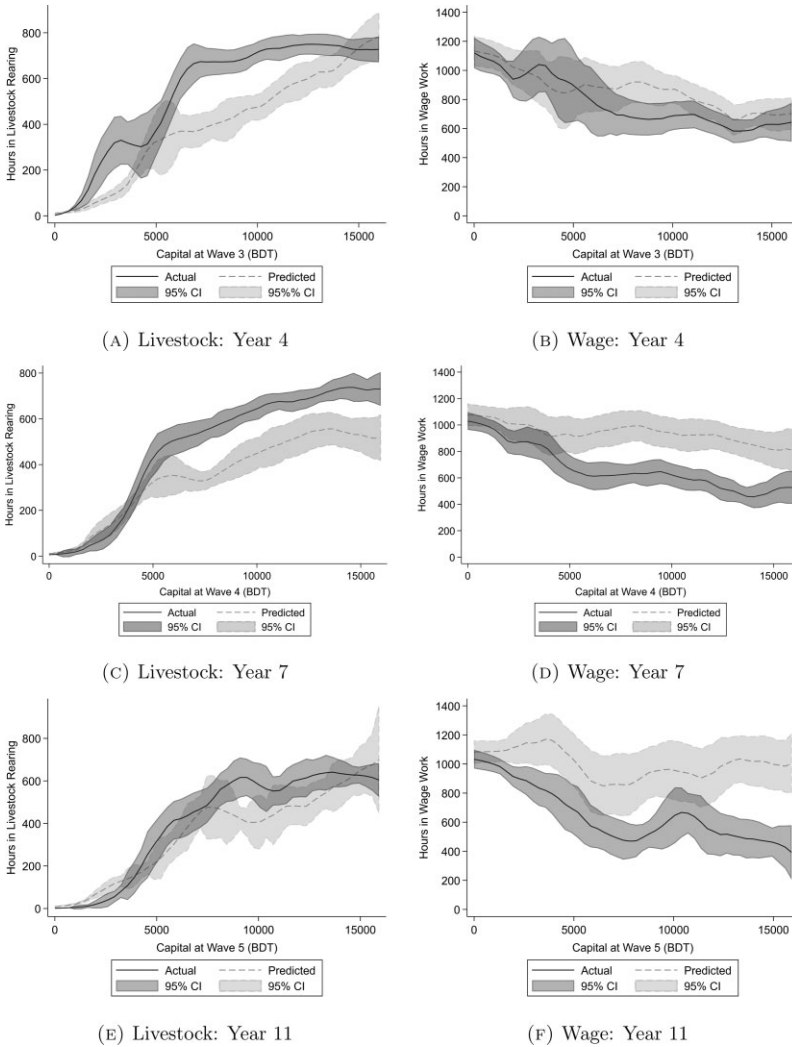 Hours in Livestock Rearing
800
600
400
200
0
0 5000 10000 15000
Capital at Wave 3 (BDT)
Actual Predicted
95% CI 95%% CI
(A) Livestock: Year 4
Hours in Wage Work
1400
1200
1000
800
600
400
200
0
0 5000 10000 15000
Capital at Wave 3 (BDT)
Actual Predicted
95% CI 95% CI
(B) Wage: Year 4
Hours in Livestock Rearing
800
600
400
200
0
0 5000 10000 15000
Capital at Wave 4 (BDT)
Actual Predicted
95% CI 95% CI
(C) Livestock: Year 7
Hours in Wage Work
1400
1200
1000
800
600
400
200
0
0 5000 10000 15000
Capital at Wave 4 (BDT)
Actual Predicted
95% CI 95% CI
(D) Wage: Year 7
Hours in Livestock Rearing
800
600
400
200
0
0 5000 10000 15000
Capital at Wave 5 (BDT)
Actual Predicted
95% CI 95% CI
(E) Livestock: Year 11
Hours in Wage Work
1400
1200
1000
800
600
400
200
0
0 5000 10000 15000
Capital at Wave 5 (BDT)
Actual Predicted
95% CI 95% CI
(F) Wage: Year 11